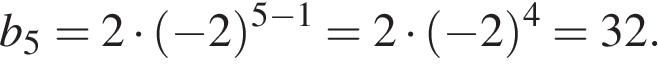 b₅ = 2 · (−2)⁵⁻¹ = 2 · (−2)⁴ = 32.